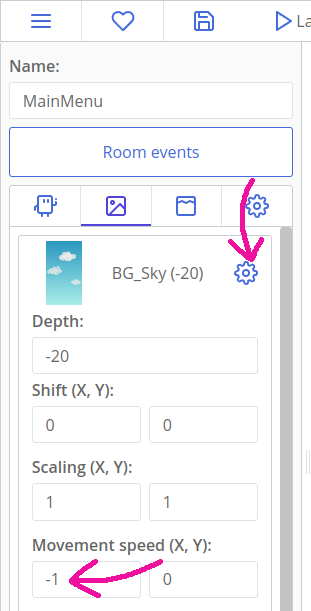 La
Name:
MainMenu
Room events
BG_Sky (-20)
Depth:
-20
Shift (X, Y):
0 0
Scaling (X, Y):
1 1
Movement speed (X, Y):
-1 0